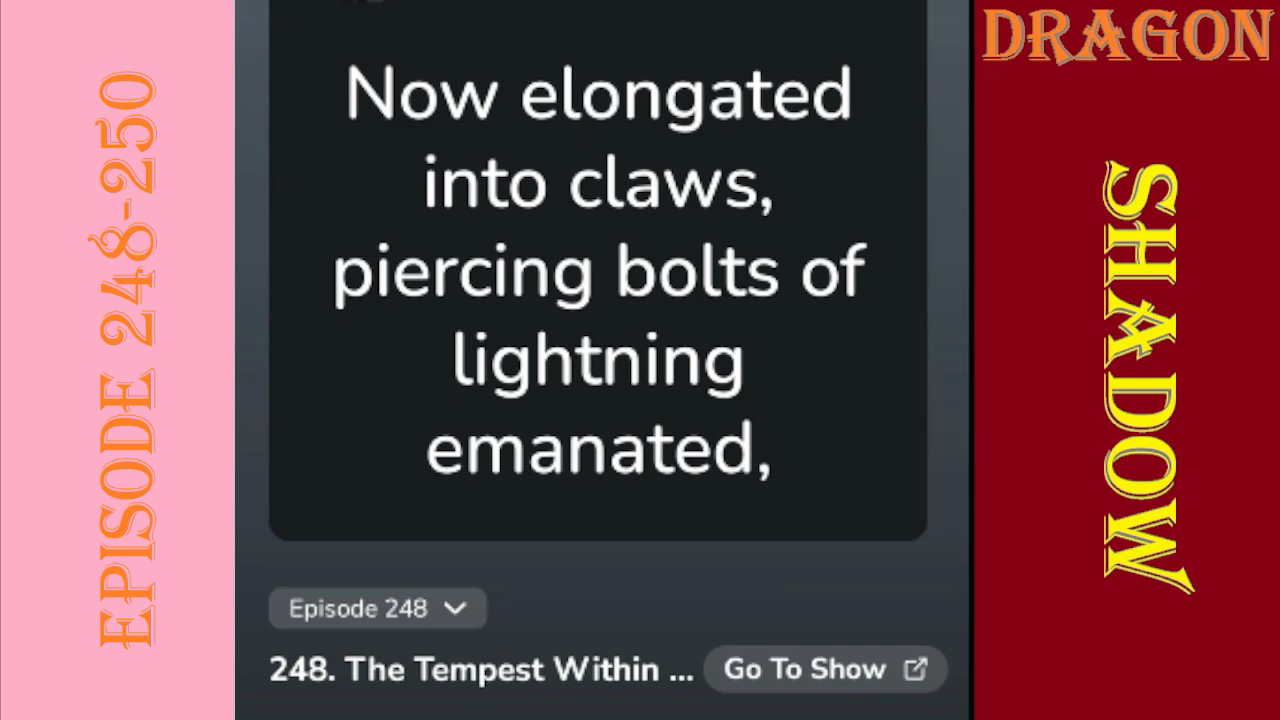 EPISODE 248-250
Now elongated
into claws,
piercing bolts of
lightning
emanated,
Episode 248
248. The Tempest Within ...
Go To Show
DRAGON
SHADOW